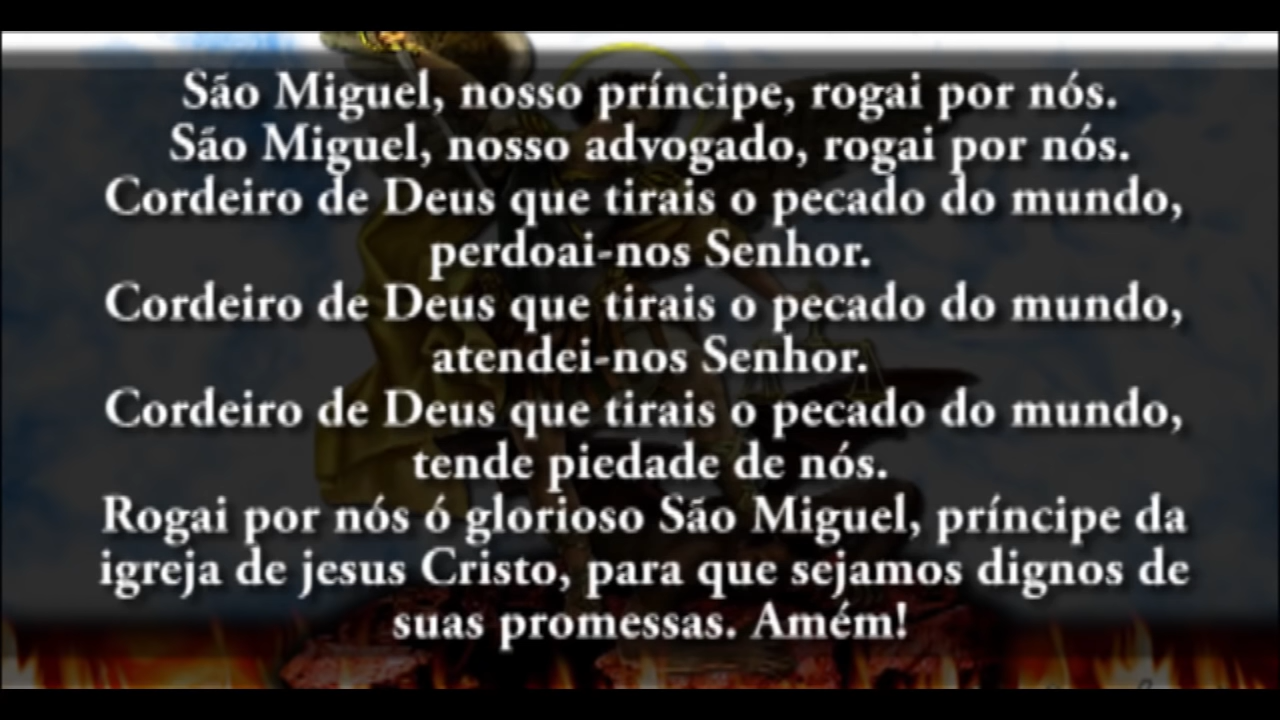 São Miguel, nosso príncipe, rogai por nós.
São Miguel, nosso advogado, rogai por nós.
Cordeiro de Deus que tirais o pecado do mundo,
perdoai-nos Senhor.
Cordeiro de Deus que tirais o pecado do mundo,
atendei-nos Senhor.
Cordeiro de Deus que tirais o pecado do mundo,
tende piedade de nós.
Rogai por nós ó glorioso São Miguel, príncipe da
igreja de jesus Cristo, para que sejamos dignos de
suas promessas. Amém!